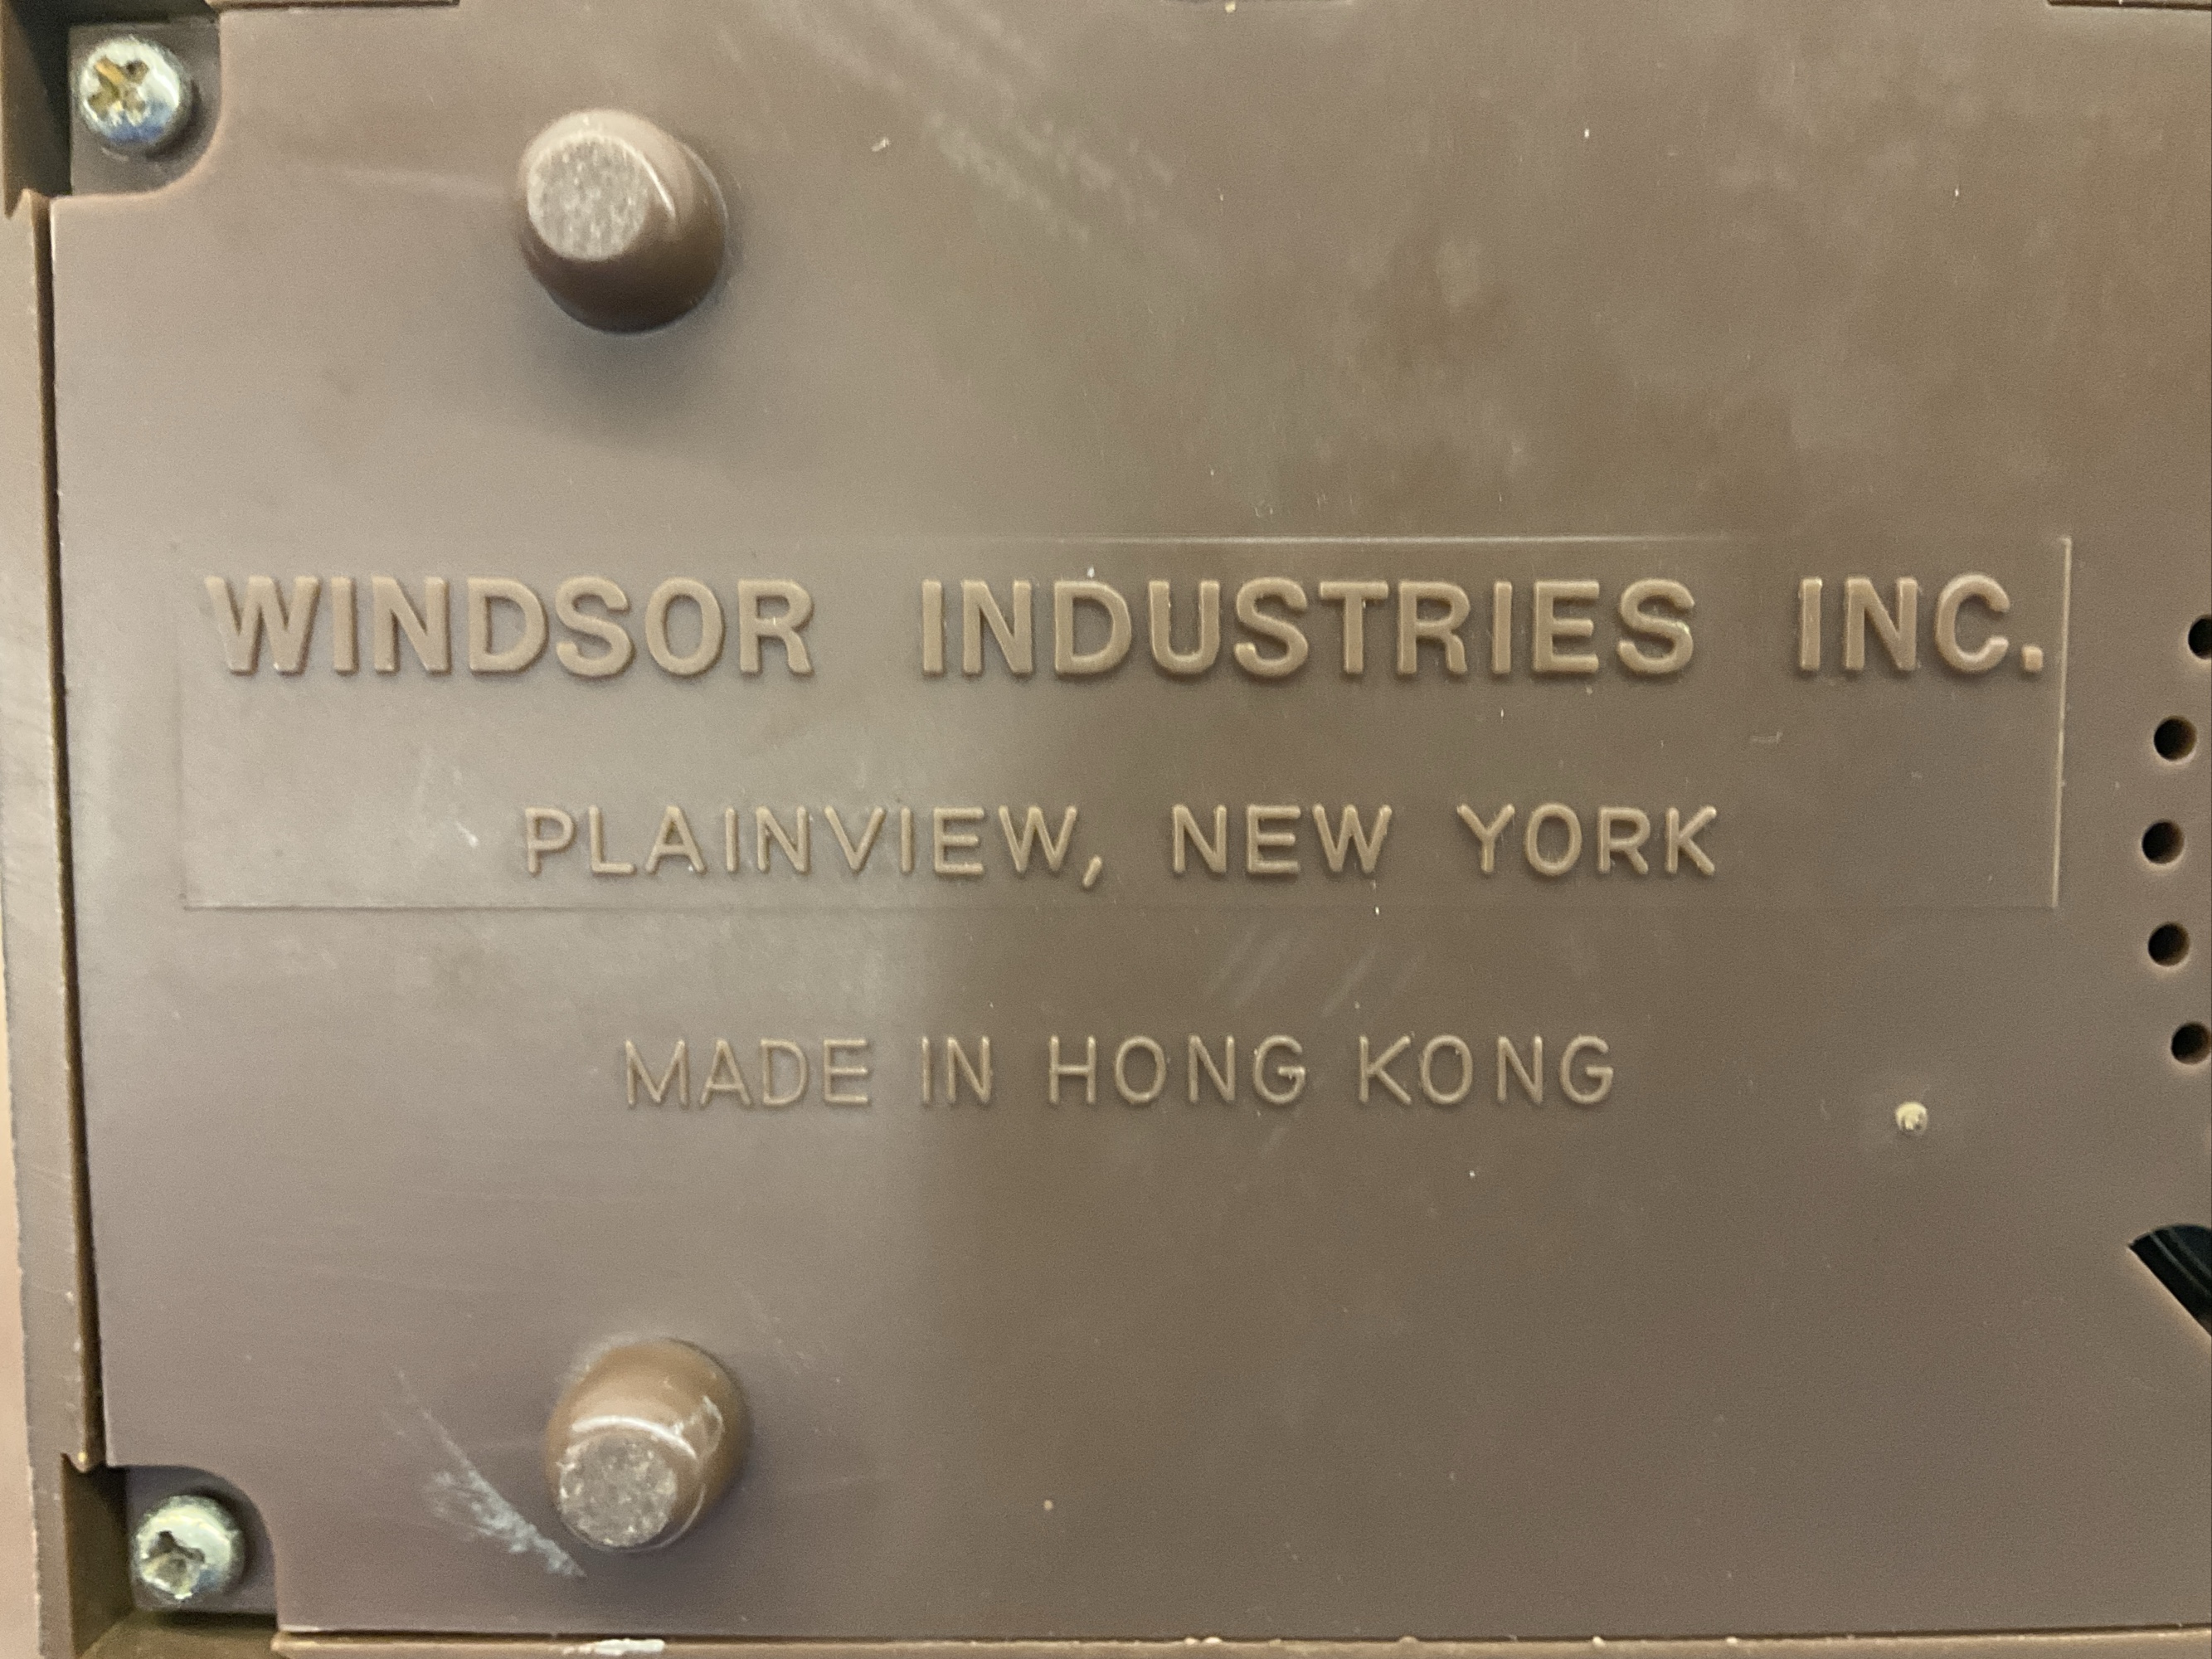 WINDSOR INDUSTRIES INC.
PLAINVIEW, NEW YORK
MADE IN HONG KONG